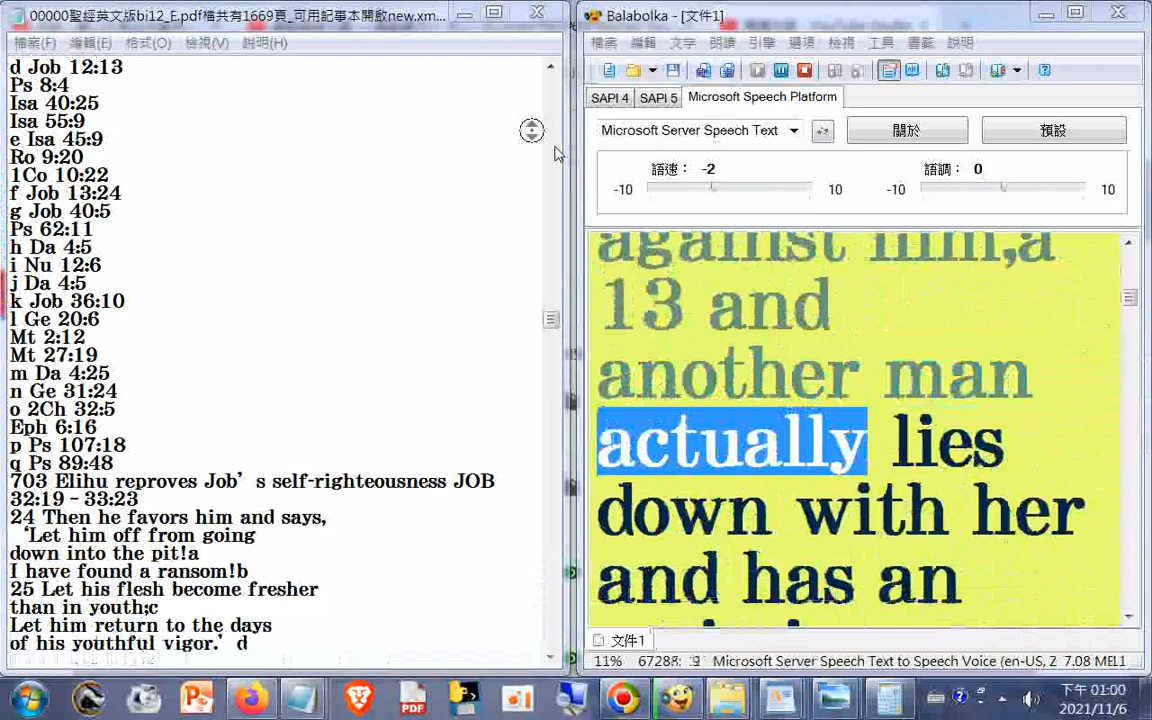 00000聖經英文版bi12_E.pdf檔共有1669頁_可用記事本開啟new.xm...
檔案(F) 編輯(E) 格式(O) 檢視(V) 說明(H)
d Job 12:13
Ps 8:4
Isa 40:25
Isa 55:9
e Isa 45:9
Ro 9:20
1Co 10:22
f Job 13:24
g Job 40:5
Ps 62:11
h Da 4:5
i Nu 12:6
j Da 4:5
k Job 36:10
l Ge 20:6
Mt 2:12
Mt 27:19
m Da 4:25
n Ge 31:24
o 2Ch 32:5
Eph 6:16
p Ps 107:18
q Ps 89:48
703 Elihu reproves Job’s self-righteousness JOB
32:19 – 33:23
24 Then he favors him and says,
‘Let him off from going
down into the pit!a
I have found a ransom!b
25 Let his flesh become fresher
than in youth;c
Let him return to the days
of his youthful vigor.’ d
Balabolka - [文件1]
檔案 編輯 文字 朗讀 引擎 選項 檢視 工具 書籤 說明
SAPI 4 SAPI 5 Microsoft Speech Platform
Microsoft Server Speech Text 關於 預設
語速： -2 語調： 0
-10 10 -10 10
against him,a
13 and
another man
actually lies
down with her
and has an
文件1
11% Microsoft Server Speech Text to Speech Voice (en-US, 7.08 ME
PDF
下午 01:00
2021/11/6